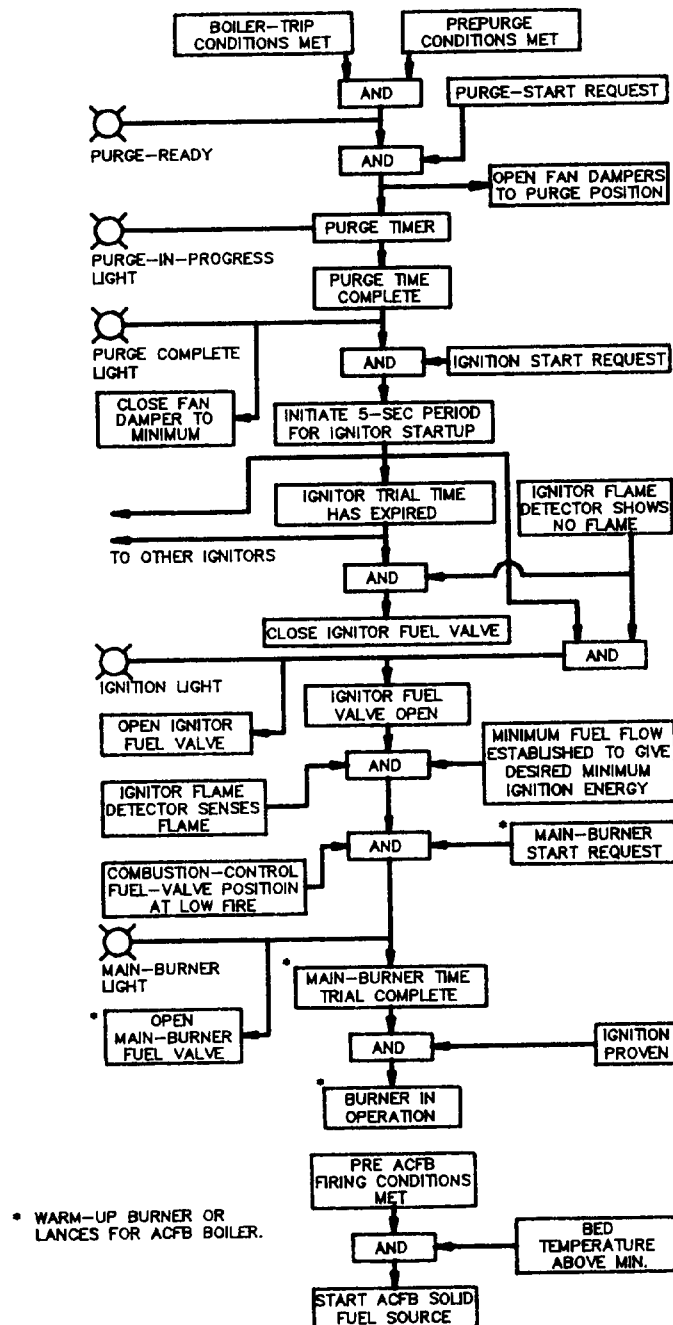 BOILER-TRIP
CONDITIONS MET
PREPURGE
CONDITIONS MET
AND
PURGE-START REQUEST
PURGE-READY
AND
OPEN FAN DAMPERS
TO PURGE POSITION
PURGE TIMER
PURGE-IN-PROGRESS
LIGHT
PURGE TIME
COMPLETE
PURGE COMPLETE
LIGHT
AND
IGNITION START REQUEST
CLOSE FAN
DAMPER TO
MINIMUM
INITIATE 5-SEC PERIOD
FOR IGNITOR STARTUP
IGNITOR TRIAL TIME
HAS EXPIRED
IGNITOR FLAME
DETECTOR SHOWS
NO FLAME
TO OTHER IGNITORS
AND
CLOSE IGNITOR FUEL VALVE
AND
IGNITION LIGHT
IGNITOR FUEL
VALVE OPEN
OPEN IGNITOR
FUEL VALVE
AND
MINIMUM FUEL FLOW
ESTABLISHED TO GIVE
DESIRED MINIMUM
IGNITION ENERGY
IGNITOR FLAME
DETECTOR SENSES
FLAME
AND
* MAIN-BURNER
START REQUEST
COMBUSTION-CONTROL
FUEL-VALVE POSITIOIN
AT LOW FIRE
MAIN-BURNER
LIGHT
* MAIN-BURNER TIME
TRIAL COMPLETE
* OPEN
MAIN-BURNER
FUEL VALVE
AND
IGNITION
PROVEN
* BURNER IN
OPERATION
PRE ACFB
FIRING CONDITIONS
MET
* WARM-UP BURNER OR
LANCES FOR ACFB BOILER.
AND
BED
TEMPERATURE
ABOVE MIN.
START ACFB SOLID
FUEL SOURCE